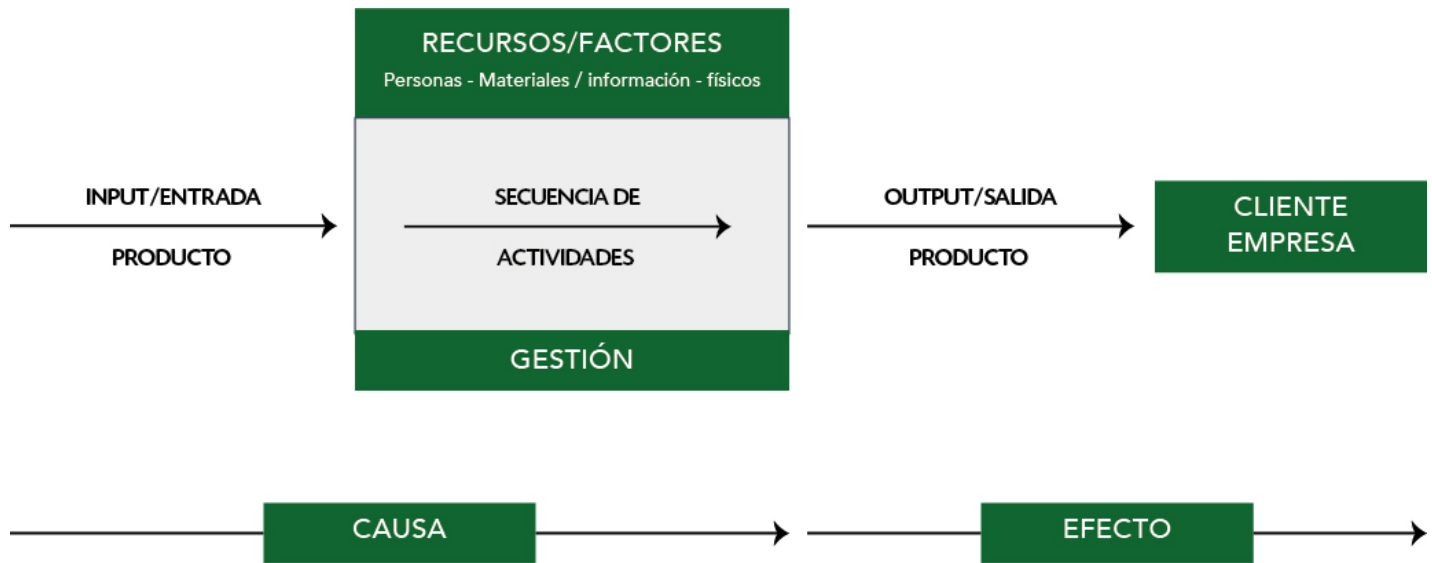 RECURSOS/FACTORES
Personas - Materiales / información - físicos
INPUT/ENTRADA
PRODUCTO
SECUENCIA DE
ACTIVIDADES
OUTPUT/SALIDA
PRODUCTO
CLIENTE
EMPRESA
GESTIÓN
CAUSA
EFECTO